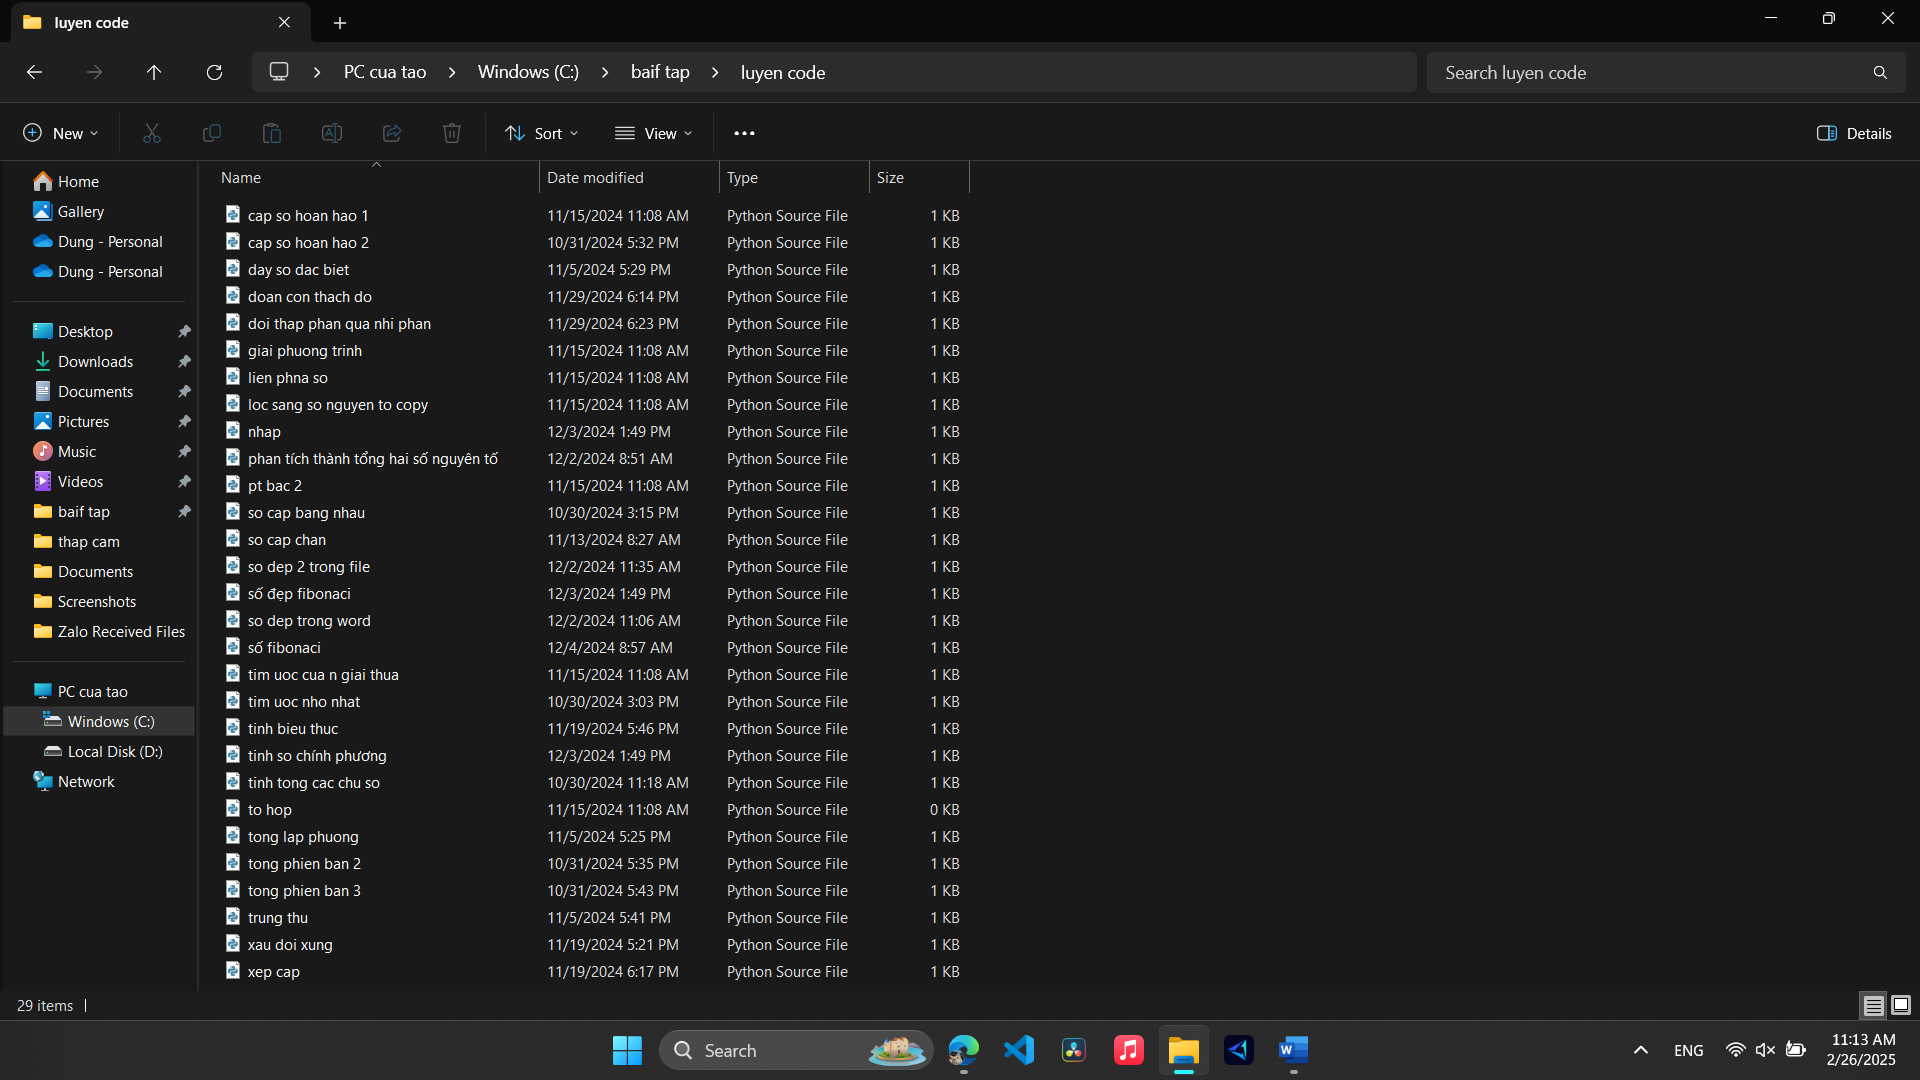 luyen code
PC cua tao
Windows (C:)
baif tap
luyen code
Search luyen code
New
Sort
View
Details
Home
Gallery
Dung - Personal
Dung - Personal
Desktop
Downloads
Documents
Pictures
Music
Videos
baif tap
thap cam
Documents
Screenshots
Zalo Received Files
PC cua tao
Windows (C:)
Local Disk (D:)
Network
Name Date modified Type Size
cap so hoan hao 1 11/15/2024 11:08 AM Python Source File 1 KB
cap so hoan hao 2 10/31/2024 5:32 PM Python Source File 1 KB
day so dac biet 11/5/2024 5:29 PM Python Source File 1 KB
doan con thach do 11/29/2024 6:14 PM Python Source File 1 KB
doi thap phan qua nhi phan 11/29/2024 6:23 PM Python Source File 1 KB
giai phuong trinh 11/15/2024 11:08 AM Python Source File 1 KB
lien phna so 11/15/2024 11:08 AM Python Source File 1 KB
loc sang so nguyen to copy 11/15/2024 11:08 AM Python Source File 1 KB
nhap 12/3/2024 1:49 PM Python Source File 1 KB
phan tích thành tổng hai số nguyên tố 12/2/2024 8:51 AM Python Source File 1 KB
pt bac 2 11/15/2024 11:08 AM Python Source File 1 KB
so cap bang nhau 10/30/2024 3:15 PM Python Source File 1 KB
so cap chan 11/13/2024 8:27 AM Python Source File 1 KB
so dep 2 trong file 12/2/2024 11:35 AM Python Source File 1 KB
số đẹp fibonaci 12/3/2024 1:49 PM Python Source File 1 KB
so dep trong word 12/2/2024 11:06 AM Python Source File 1 KB
số fibonaci 12/4/2024 8:57 AM Python Source File 1 KB
tim uoc cua n giai thua 11/15/2024 11:08 AM Python Source File 1 KB
tim uoc nho nhat 10/30/2024 3:03 PM Python Source File 1 KB
tinh bieu thuc 11/19/2024 5:46 PM Python Source File 1 KB
tinh so chính phương 12/3/2024 1:49 PM Python Source File 1 KB
tinh tong cac chu so 10/30/2024 11:18 AM Python Source File 1 KB
to hop 11/15/2024 11:08 AM Python Source File 0 KB
tong lap phuong 11/5/2024 5:25 PM Python Source File 1 KB
tong phien ban 2 10/31/2024 5:35 PM Python Source File 1 KB
tong phien ban 3 10/31/2024 5:43 PM Python Source File 1 KB
trung thu 11/5/2024 5:41 PM Python Source File 1 KB
xau doi xung 11/19/2024 5:21 PM Python Source File 1 KB
xep cap 11/19/2024 6:17 PM Python Source File 1 KB
29 items
Search
ENG
11:13 AM
2/26/2025